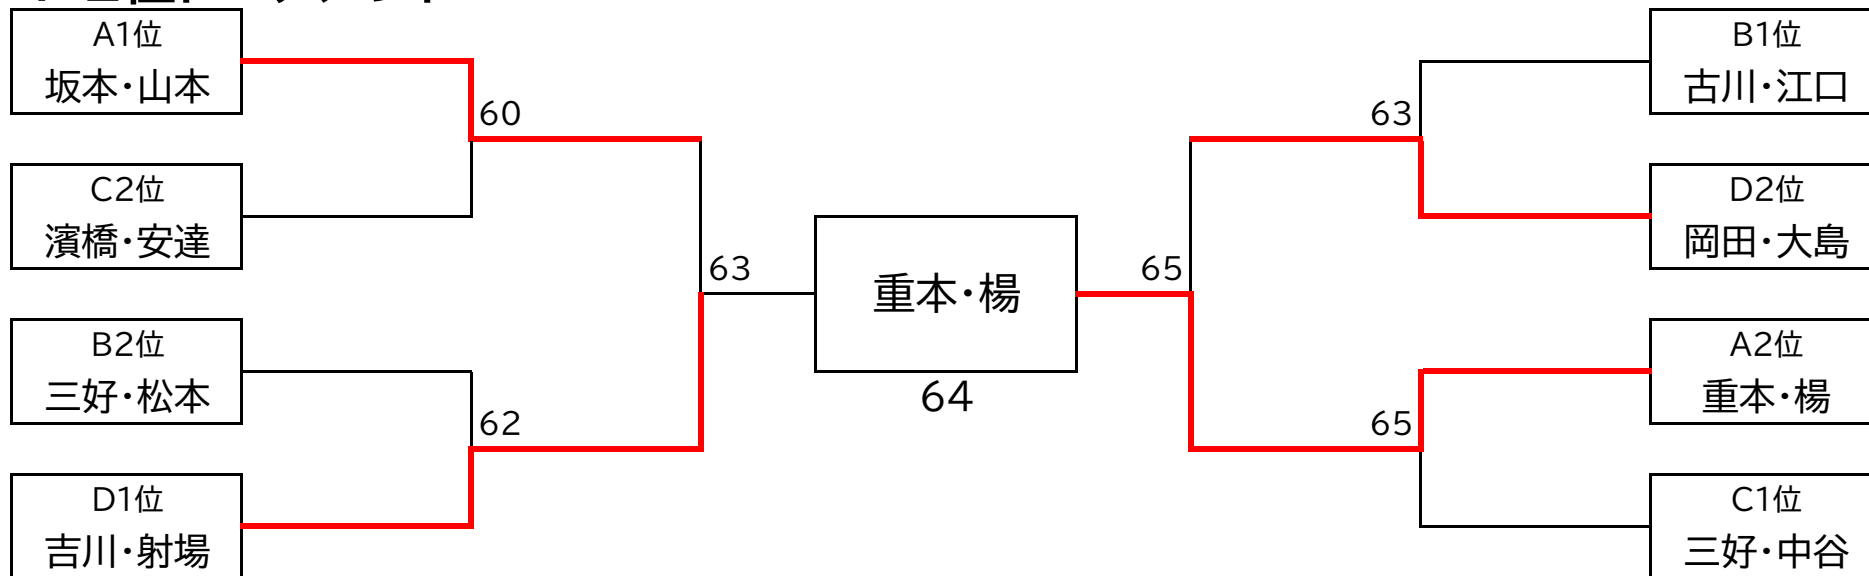 A1位
坂本・山本
C2位
濱橋・安達
B2位
三好・松本
D1位
吉川・射場
60
62
63
重本・楊
64
65
63
65
B1位
古川・江口
D2位
岡田・大島
A2位
重本・楊
C1位
三好・中谷